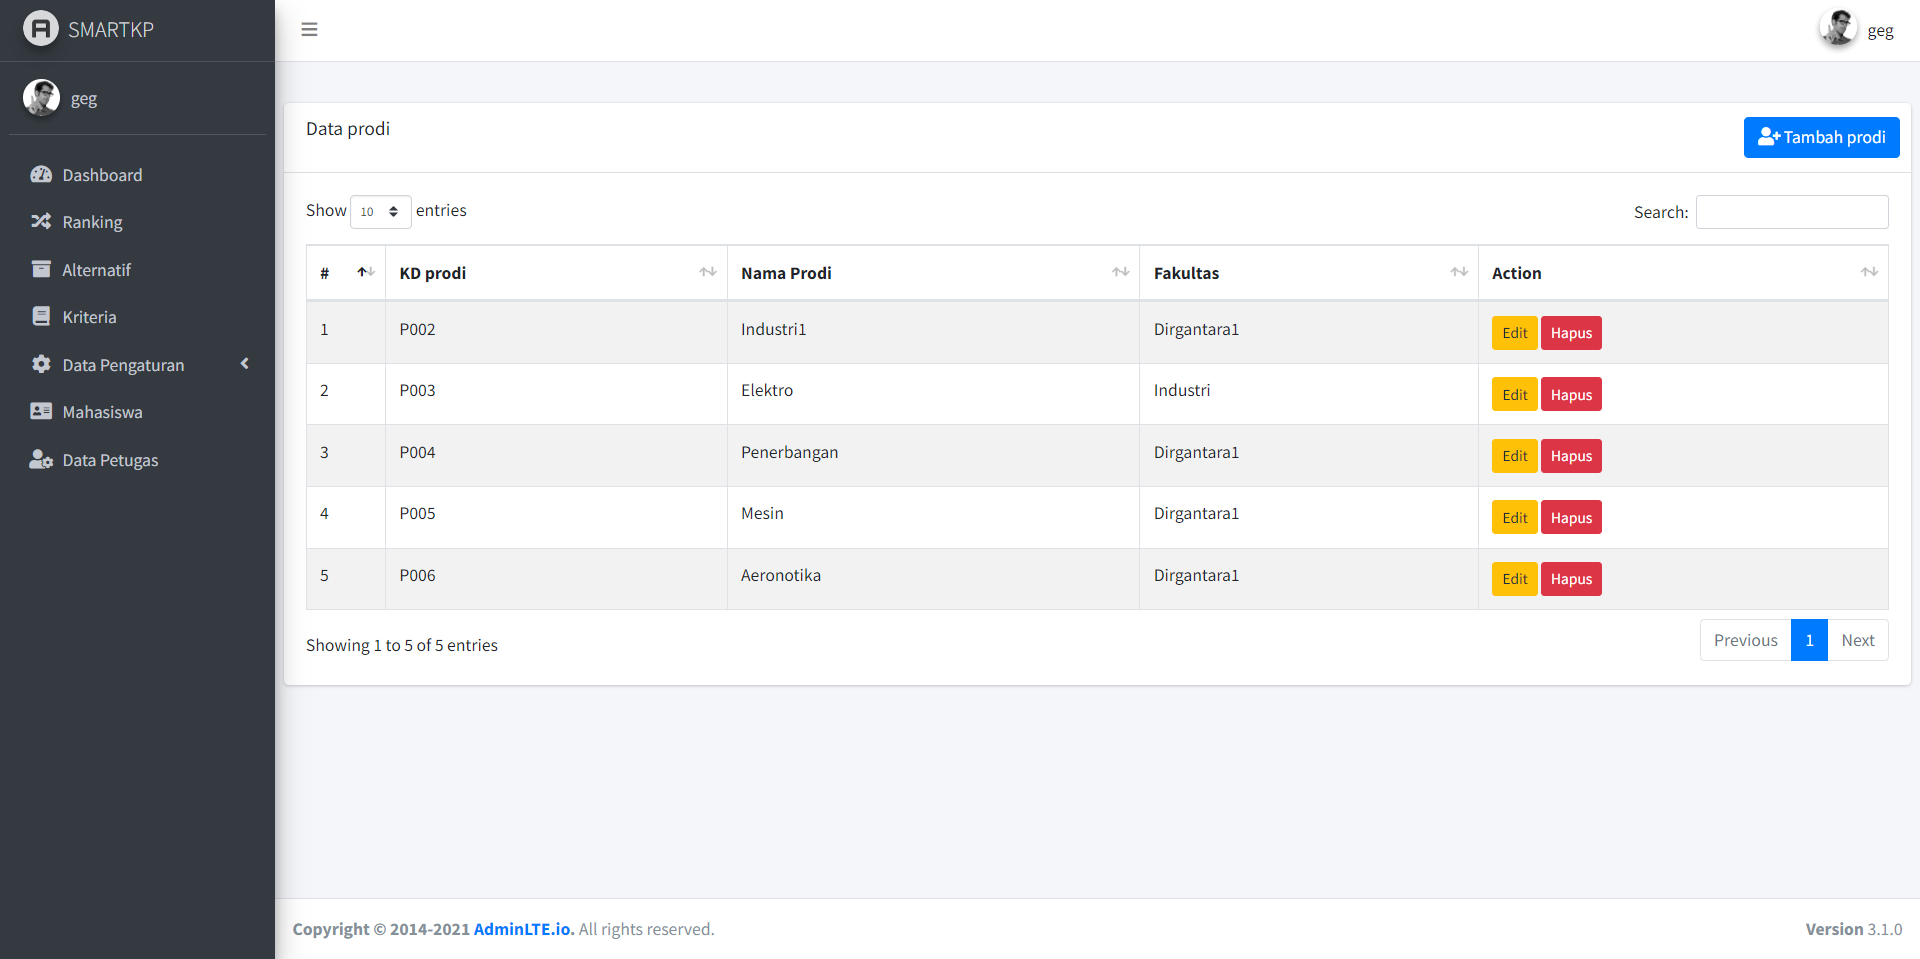 SMARTKP
geg
geg
Dashboard
Ranking
Alternatif
Kriteria
Data Pengaturan
Mahasiswa
Data Petugas
Data prodi
Tambah prodi
Show 10 entries
Search:
# KD prodi Nama Prodi Fakultas Action
1 P002 Industri1 Dirgantara1 Edit Hapus
2 P003 Elektro Industri Edit Hapus
3 P004 Penerbangan Dirgantara1 Edit Hapus
4 P005 Mesin Dirgantara1 Edit Hapus
5 P006 Aeronotika Dirgantara1 Edit Hapus
Showing 1 to 5 of 5 entries
Previous 1 Next
Copyright © 2014-2021 AdminLTE.io. All rights reserved.
Version 3.1.0